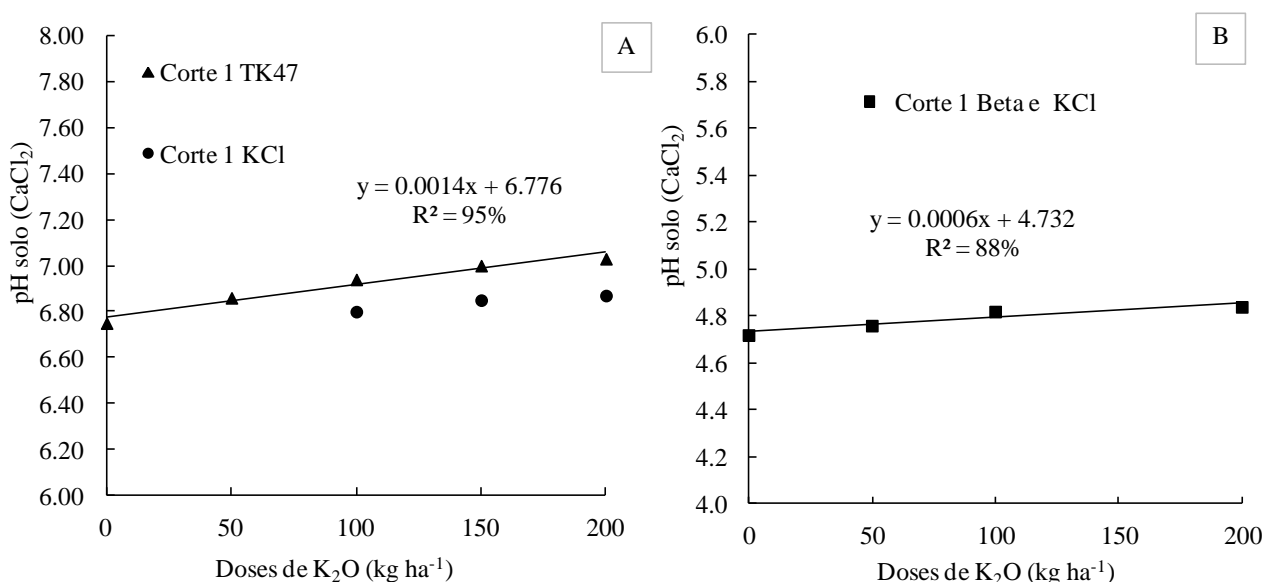 A
8.00
7.80
7.60
7.40
7.20
7.00
6.80
6.60
6.40
6.20
6.00
pH solo (CaCl₂)
Corte 1 TK47
Corte 1 KCl
y = 0.0014x + 6.776
R² = 95%
0 50 100 150 200
Doses de K₂O (kg ha⁻¹)
B
6.0
5.8
5.6
5.4
5.2
5.0
4.8
4.6
4.4
4.2
4.0
pH solo (CaCl₂)
Corte 1 Beta e KCl
y = 0.0006x + 4.732
R² = 88%
0 50 100 150 200
Doses de K₂O (kg ha⁻¹)